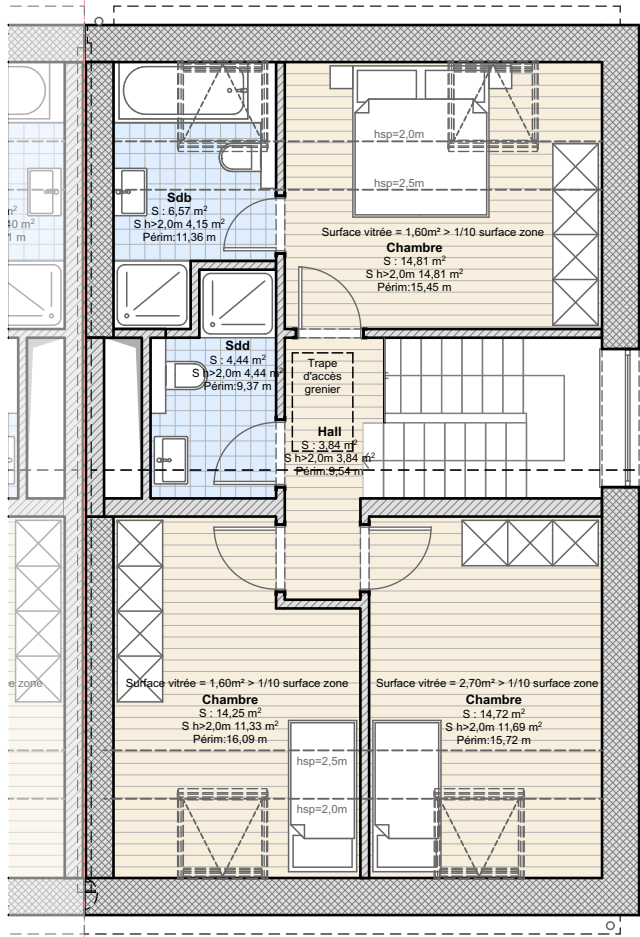 hsp=2,0m
hsp=2,5m
Sdb
S : 6,57 m²
S h>2,0m 4,15 m²
Périm:11,36 m
Surface vitrée = 1,60m² > 1/10 surface zone
Chambre
S : 14,81 m²
S h>2,0m 14,81 m²
Périm:15,45 m
m²
40 m²
1 m
Sdd
S : 4,44 m²
S h>2,0m 4,44 m²
Périm:9,37 m
Trape
d'accès
grenier
Hall
S : 3,84 m²
S h>2,0m 3,84 m²
Périm:9,54 m
e zone
Surface vitrée = 1,60m² > 1/10 surface zone
Chambre
S : 14,25 m²
S h>2,0m 11,33 m²
Périm:16,09 m
Surface vitrée = 2,70m² > 1/10 surface zone
Chambre
S : 14,72 m²
S h>2,0m 11,69 m²
Périm:15,72 m
hsp=2,5m
hsp=2,0m